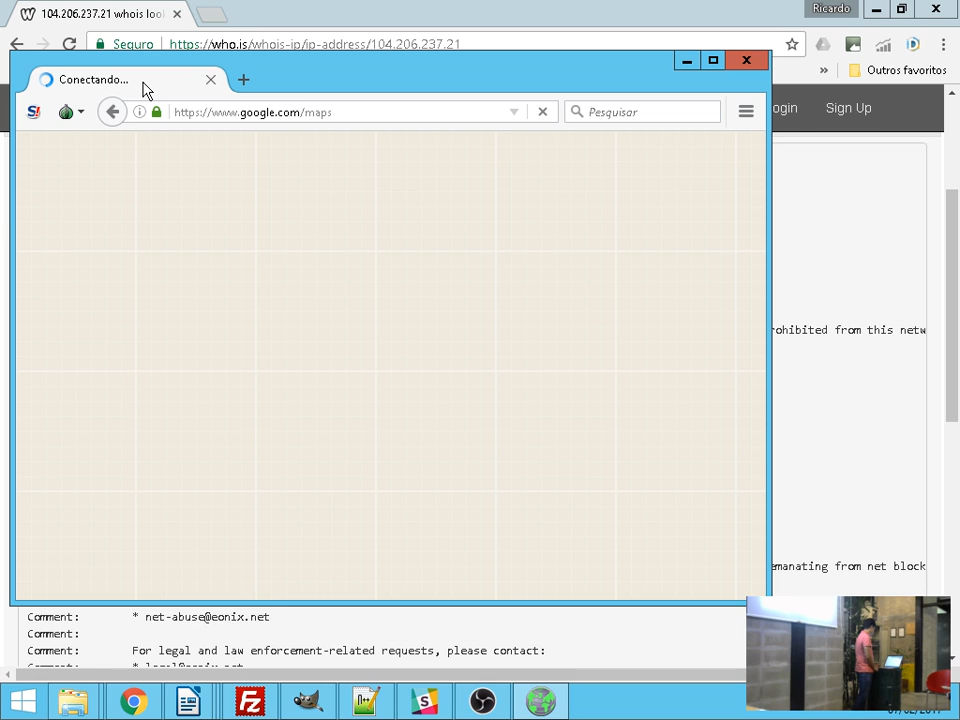 104.206.237.21 whois loo
Ricardo
Seguro
https://who.is/whois-ip/ip-address/104.206.237.21
Outros favoritos
Conectando...
https://www.google.com/maps
Pesquisar
ogin
Sign Up
rohibited from this netw
emanating from net block
Comment: * net-abuse@eonix.net
Comment:
Comment: For legal and law enforcement-related requests, please contact: